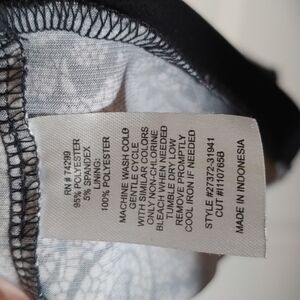 RN # 74299
95% POLYESTER
5% SPANDEX
LINING:
100% POLYESTER
MACHINE WASH COLD
GENTLE CYCLE
WITH SIMILAR COLORS
ONLY NON-CHLORINE
BLEACH WHEN NEEDED
TUMBLE DRY LOW
REMOVE PROMPTLY
COOL IRON IF NEEDED
STYLE #27372-31941
CUT #I110765B
MADE IN INDONESIA